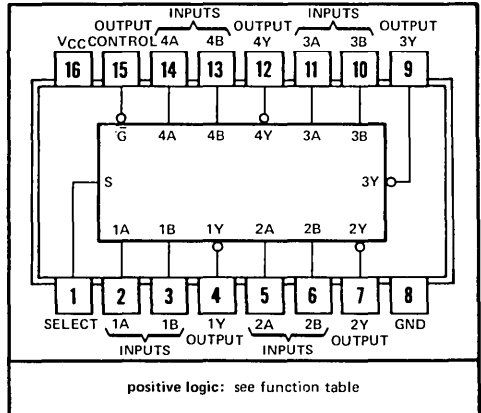 INPUTS INPUTS
OUTPUT OUTPUT OUTPUT
VCC CONTROL 4A 4B 4Y 3A 3B 3Y
16 15 14 13 12 11 10 9
G̅ 4A 4B 4Y 3A 3B
S 3Y
1A 1B 1Y 2A 2B 2Y
1 2 3 4 5 6 7 8
SELECT 1A 1B 1Y 2A 2B 2Y GND
INPUTS OUTPUT INPUTS OUTPUT
positive logic: see function table